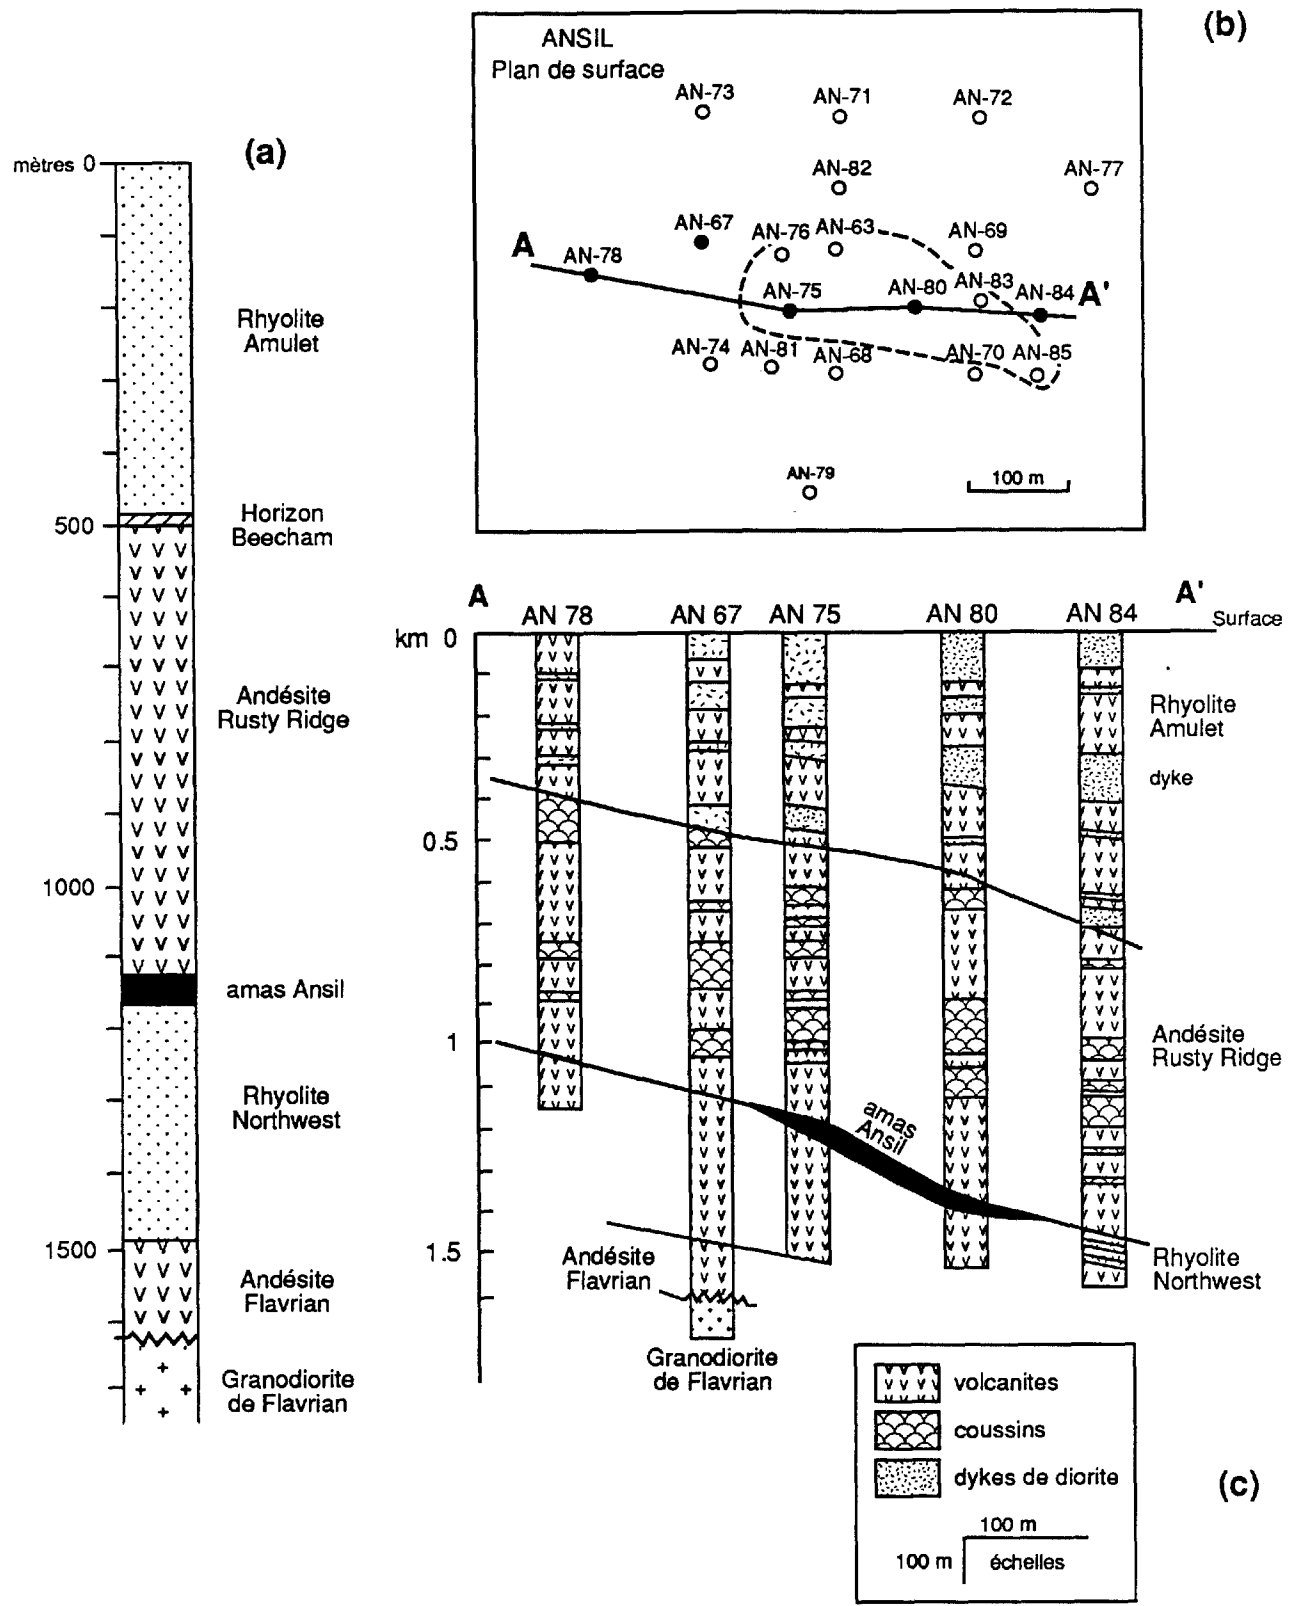 (a)
mètres 0
500
1000
1500
Rhyolite
Amulet
Horizon
Beecham
Andésite
Rusty Ridge
amas Ansil
Rhyolite
Northwest
Andésite
Flavrian
Granodiorite
de Flavrian
(b)
ANSIL
Plan de surface
AN-73
AN-71
AN-72
AN-82
AN-77
AN-67
AN-76
AN-63
AN-69
A
AN-78
AN-75
AN-80
AN-83
AN-84
A'
AN-74
AN-81
AN-68
AN-70
AN-85
AN-79
100 m
A
A'
AN 78
AN 67
AN 75
AN 80
AN 84
Surface
km 0
0.5
1
1.5
Rhyolite
Amulet
dyke
Andésite
Rusty Ridge
amas
Ansil
Andésite
Flavrian
Rhyolite
Northwest
Granodiorite
de Flavrian
volcanites
coussins
dykes de diorite
100 m
100 m
échelles
(c)